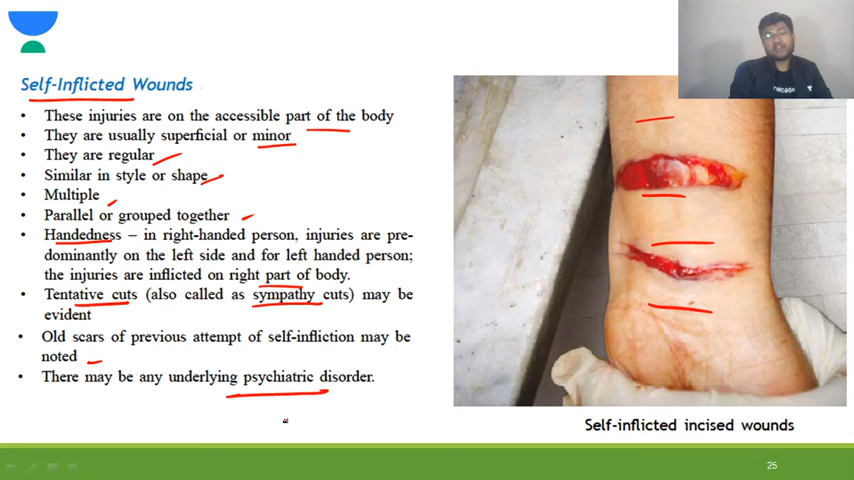 Self-Inflicted Wounds
• These injuries are on the accessible part of the body
• They are usually superficial or minor
• They are regular
• Similar in style or shape
• Multiple
• Parallel or grouped together
• Handedness – in right-handed person, injuries are pre-
dominantly on the left side and for left handed person;
the injuries are inflicted on right part of body.
• Tentative cuts (also called as sympathy cuts) may be
evident
• Old scars of previous attempt of self-infliction may be
noted
• There may be any underlying psychiatric disorder.
Self-inflicted incised wounds
25